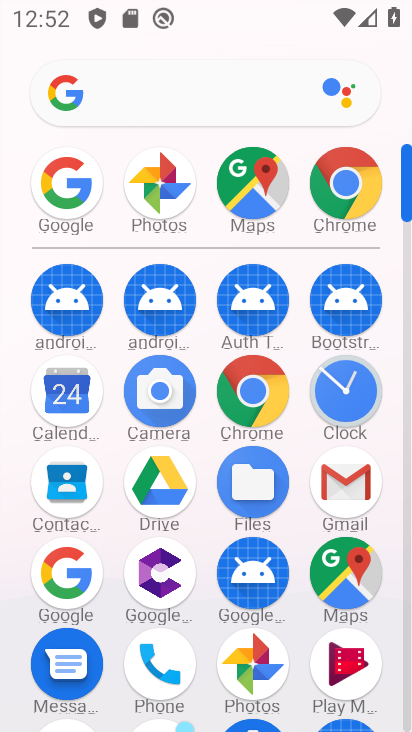 12:52
Google Photos Maps Chrome
androi... androi... Auth T... Bootstr...
24
Calend... Camera Chrome Clock
Contac... Drive Files Gmail
Google Google... Google... Maps
Messa... Phone Photos Play M...